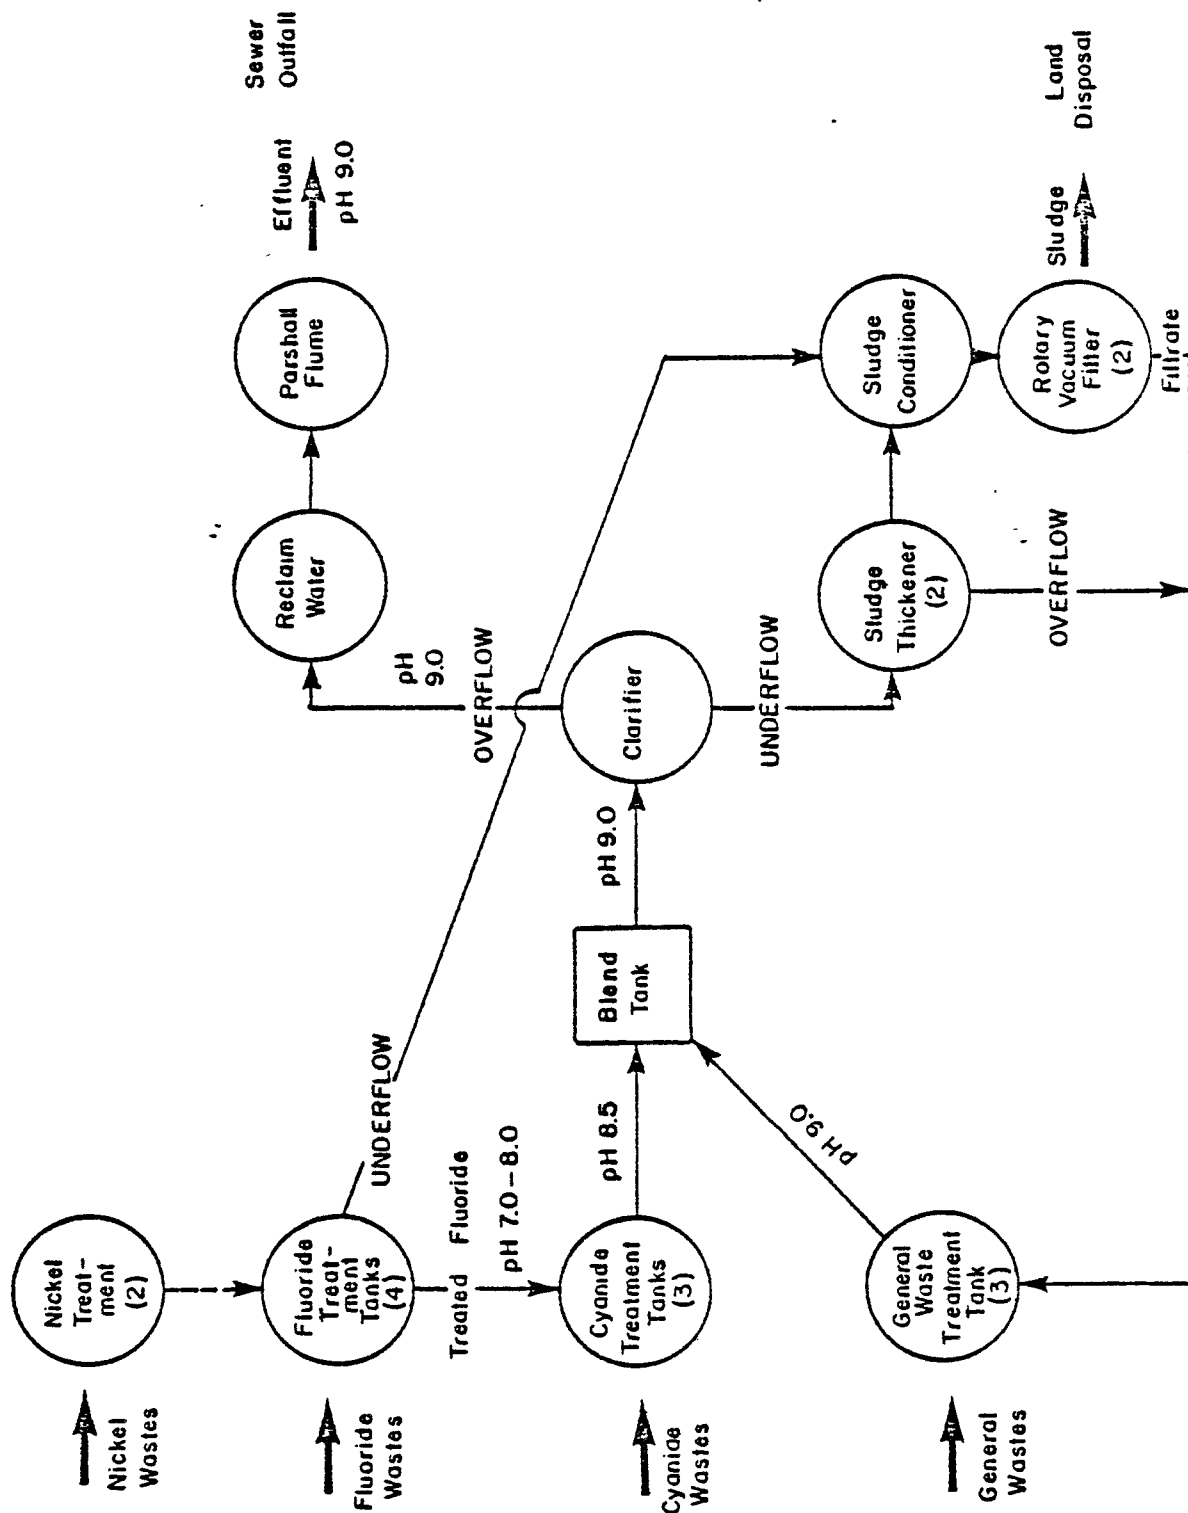 Nickel
Wastes
Nickel
Treat-
ment
(2)
Fluoride
Wastes
Fluoride
Treat-
ment
Tanks
(4)
UNDERFLOW
Treated Fluoride
pH 7.0-8.0
Cyanide
Wastes
Cyanide
Treatment
Tanks
(3)
pH 8.5
Blend
Tank
pH 9.0
Clarifier
OVERFLOW
pH
9.0
Reclaim
Water
Parshall
Flume
Effluent
pH 9.0
Sewer
Outfall
UNDERFLOW
Sludge
Thickener
(2)
OVERFLOW
Sludge
Conditioner
Rotary
Vacuum
Filter
(2)
Sludge
Land
Disposal
Filtrate
General
Wastes
General
Waste
Treatment
Tank
(3)
pH 9.0